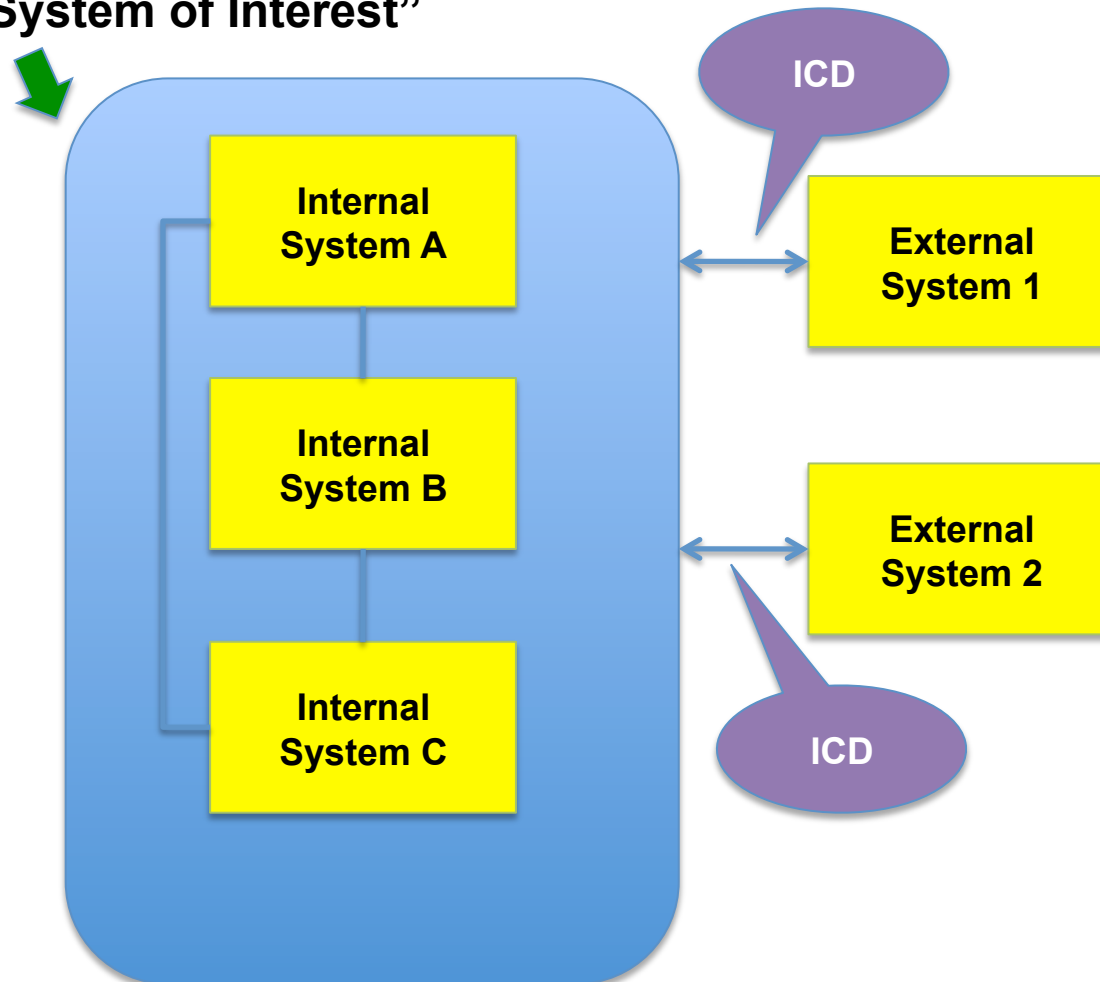 System of Interest”
ICD
Internal
System A
External
System 1
Internal
System B
External
System 2
Internal
System C
ICD